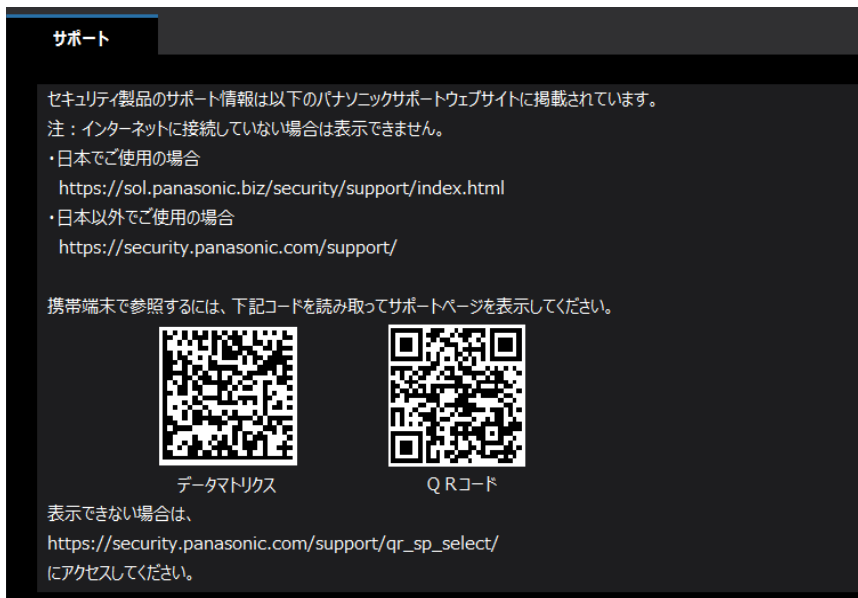 サポート
セキュリティ製品のサポート情報は以下のパナソニックサポートウェブサイトに掲載されています。
注：インターネットに接続していない場合は表示できません。
・日本でご使用の場合
https://sol.panasonic.biz/security/support/index.html
・日本以外でご使用の場合
https://security.panasonic.com/support/
携帯端末で参照するには、下記コードを読み取ってサポートページを表示してください。
データマトリクス
ＱＲコード
表示できない場合は、
https://security.panasonic.com/support/qr_sp_select/
にアクセスしてください。